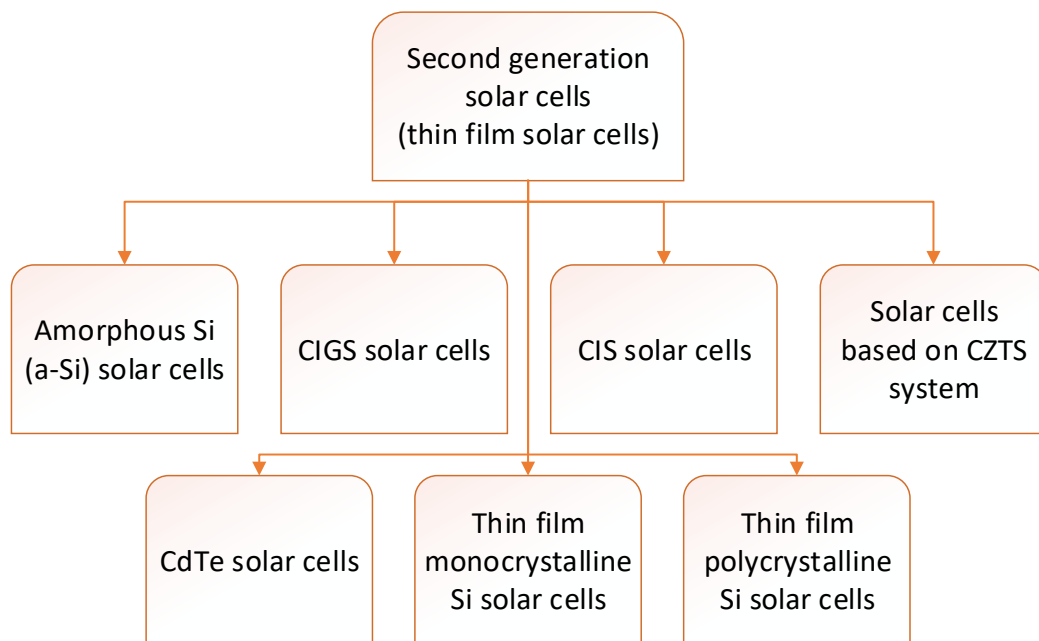 Second generation
solar cells
(thin film solar cells)
Amorphous Si
(a-Si) solar cells
CIGS solar cells
CIS solar cells
Solar cells
based on CZTS
system
CdTe solar cells
Thin film
monocrystalline
Si solar cells
Thin film
polycrystalline
Si solar cells